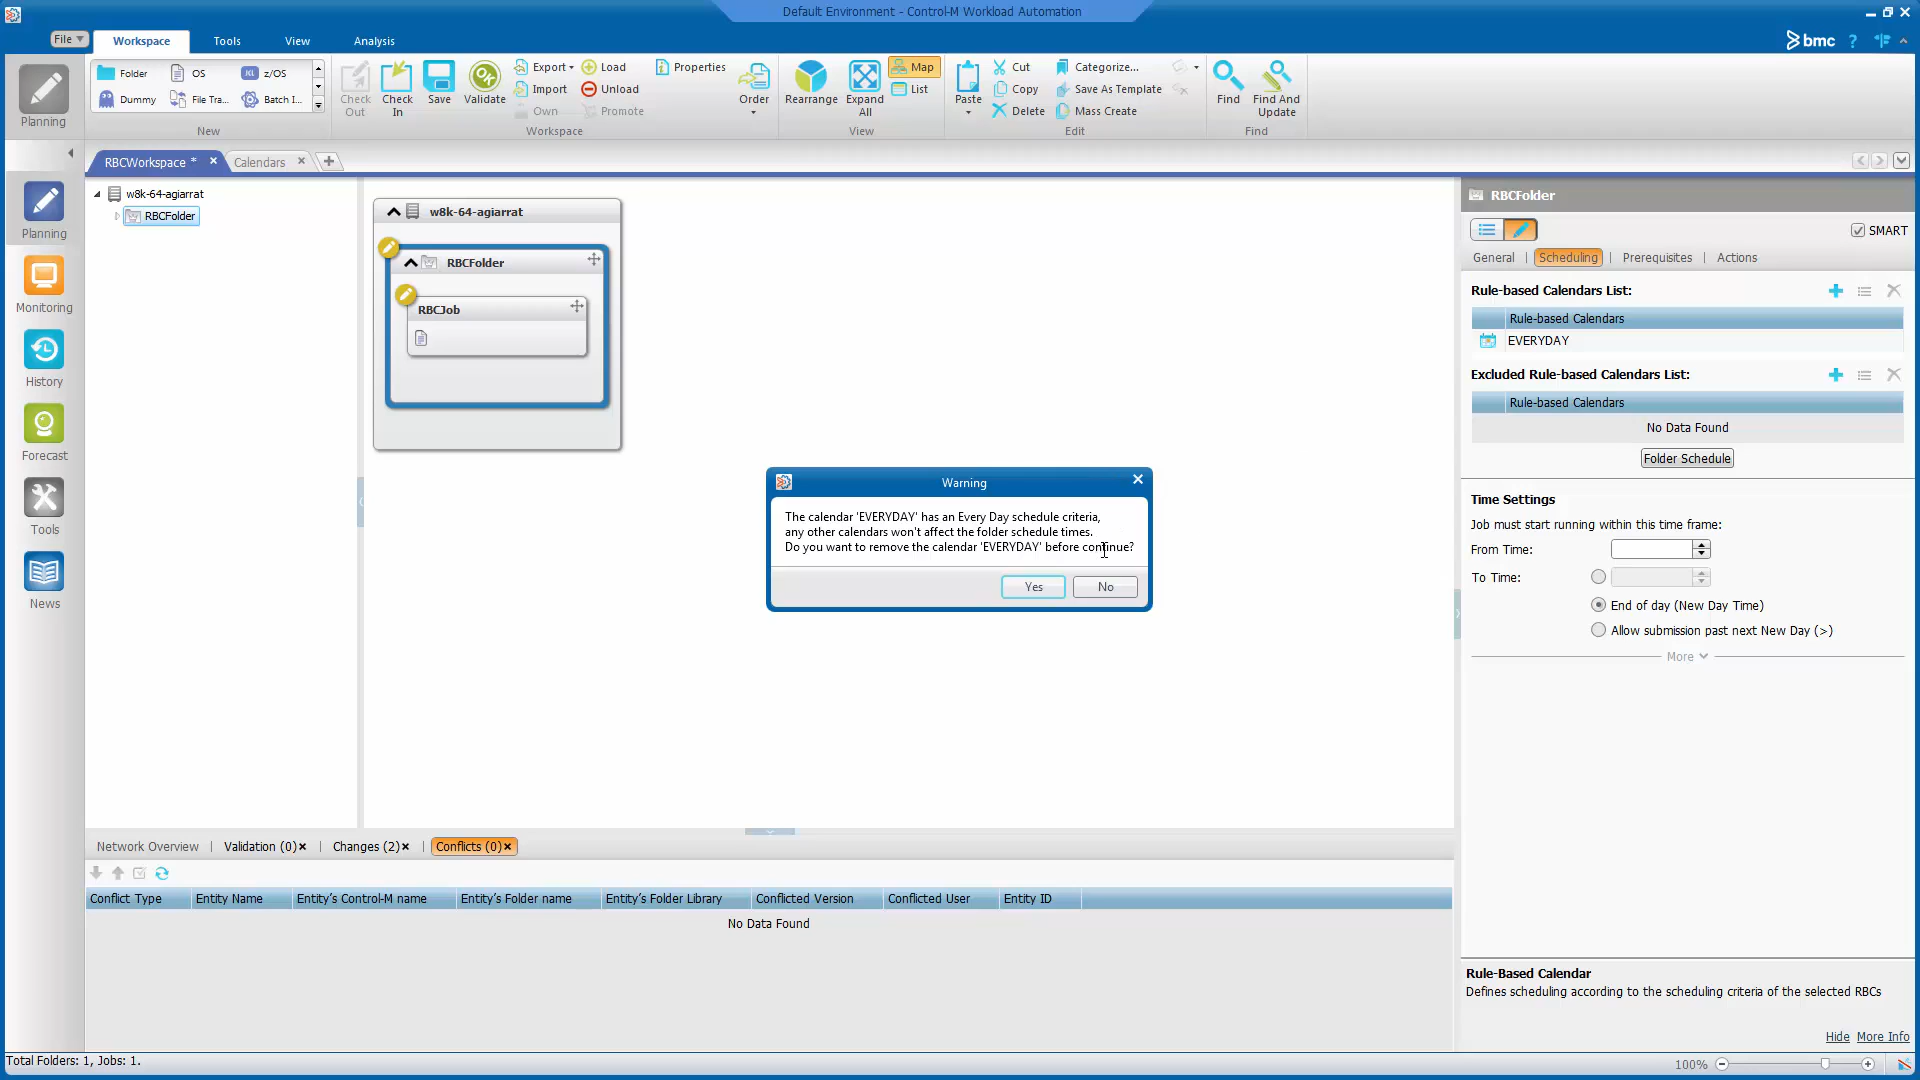 Default Environment - Control-M Workload Automation
File
Workspace
Tools
View
Analysis
bmc
?
Planning
Folder
OS
z/OS
Dummy
File Tra...
Batch I...
New
Check Out
Check In
Save
Validate
Export
Import
Own
Load
Unload
Promote
Properties
Workspace
Order
Rearrange
Expand All
Map
List
View
Paste
Cut
Copy
Delete
Categorize...
Save As Template
Mass Create
Edit
Find
Find And Update
Find
RBCWorkspace *
Calendars
Planning
Monitoring
History
Forecast
Tools
News
w8k-64-agiarrat
RBCFolder
w8k-64-agiarrat
RBCFolder
RBCJob
Warning
The calendar 'EVERYDAY' has an Every Day schedule criteria,
any other calendars won't affect the folder schedule times.
Do you want to remove the calendar 'EVERYDAY' before continue?
Yes
No
RBCFolder
SMART
General | Scheduling | Prerequisites | Actions
Rule-based Calendars List:
Rule-based Calendars
EVERYDAY
Excluded Rule-based Calendars List:
Rule-based Calendars
No Data Found
Folder Schedule
Time Settings
Job must start running within this time frame:
From Time:
To Time:
End of day (New Day Time)
Allow submission past next New Day (>)
More
Rule-Based Calendar
Defines scheduling according to the scheduling criteria of the selected RBCs
Hide More Info
Network Overview | Validation (0) | Changes (2) | Conflicts (0)
Conflict Type
Entity Name
Entity's Control-M name
Entity's Folder name
Entity's Folder Library
Conflicted Version
Conflicted User
Entity ID
No Data Found
Total Folders: 1, Jobs: 1.
100%